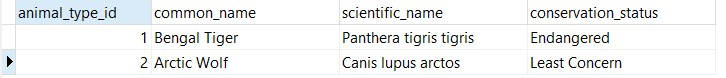 animal_type_id common_name scientific_name conservation_status
1 Bengal Tiger Panthera tigris tigris Endangered
2 Arctic Wolf Canis lupus arctos Least Concern